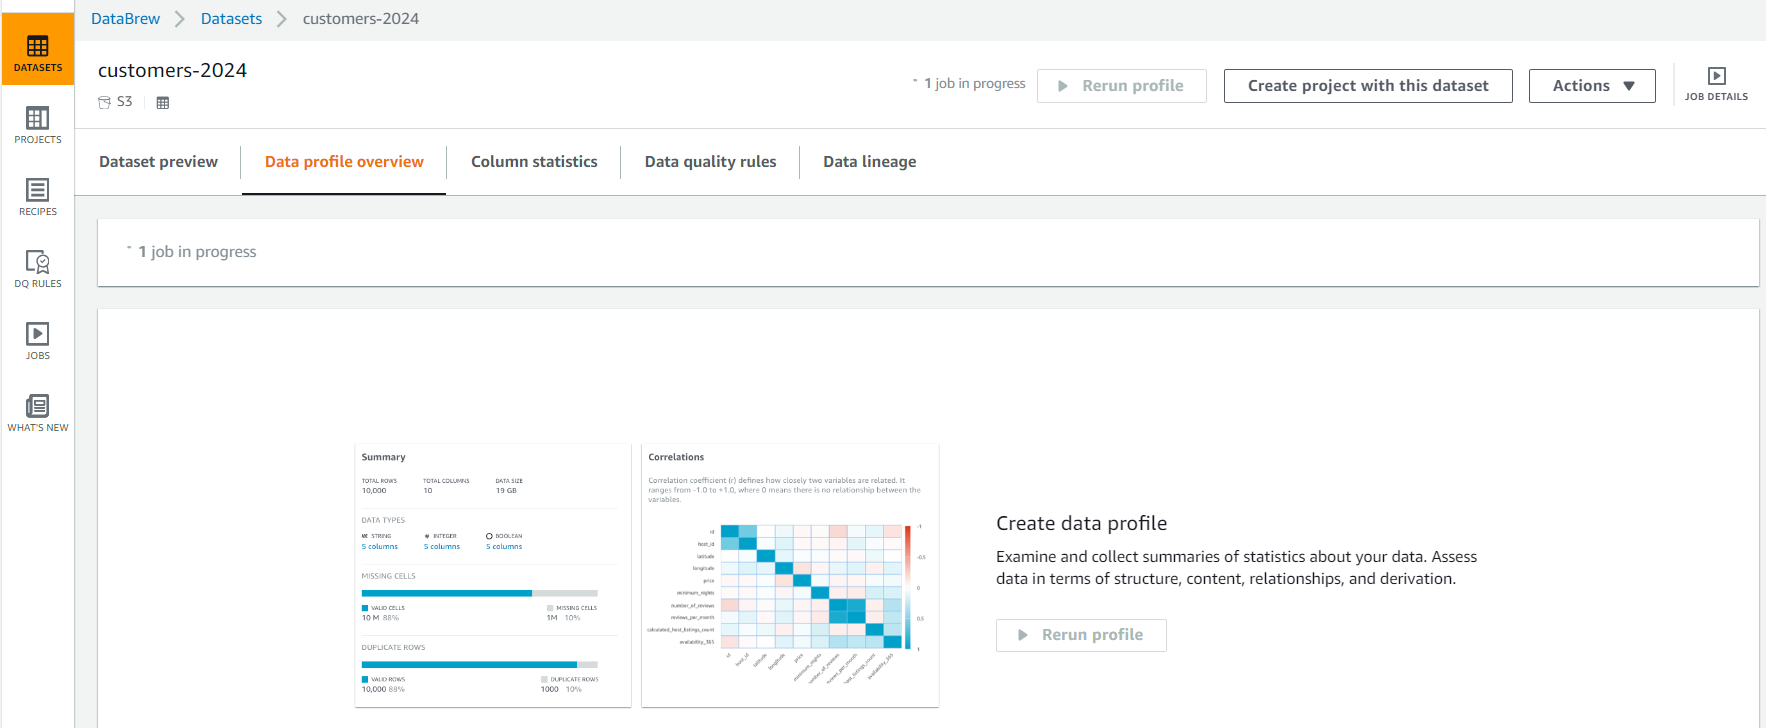 DataBrew
Datasets
customers-2024
DATASETS
PROJECTS
RECIPES
DQ RULES
JOBS
WHAT'S NEW
customers-2024
S3
1 job in progress
Rerun profile
Create project with this dataset
Actions
JOB DETAILS
Dataset preview
Data profile overview
Column statistics
Data quality rules
Data lineage
1 job in progress
Summary
TOTAL ROWS
TOTAL COLUMNS
DATA SIZE
10,000
10
19 GB
DATA TYPES
STRING
INTEGER
BOOLEAN
5 columns
5 columns
5 columns
MISSING CELLS
VALID CELLS
MISSING CELLS
10 M 88%
1M 10%
DUPLICATE ROWS
VALID ROWS
DUPLICATE ROWS
10,000 88%
1000 10%
Correlations
Correlation coefficient (r) defines how closely two variables are related. It
ranges from -1.0 to +1.0, where 0 means there is no relationship between the
variables.
id
host_id
latitude
longitude
price
minimum_nights
number_of_reviews
reviews_per_month
calculated_host_listings_count
availability_365
-1
-0.5
0
0.5
1
id
host_id
latitude
longitude
price
minimum_nights
number_of_reviews
reviews_per_month
availability_365
Create data profile
Examine and collect summaries of statistics about your data. Assess
data in terms of structure, content, relationships, and derivation.
Rerun profile